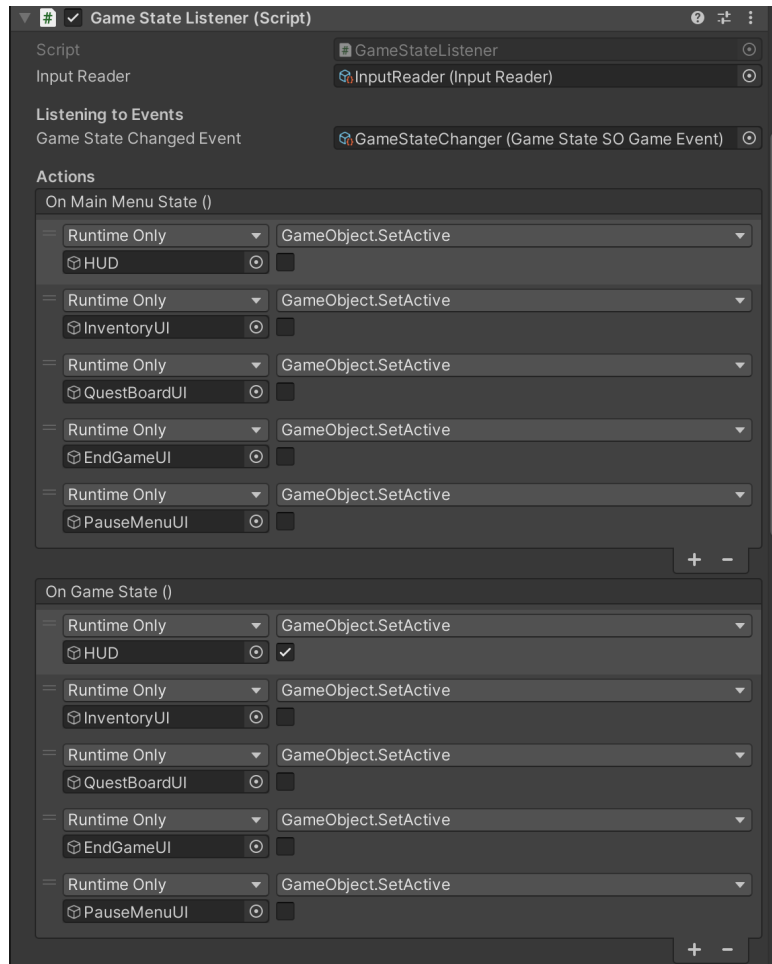 Game State Listener (Script)
Script GameStateListener
Input Reader InputReader (Input Reader)
Listening to Events
Game State Changed Event GameStateChanger (Game State SO Game Event)
Actions
On Main Menu State ()
Runtime Only GameObject.SetActive
HUD
Runtime Only GameObject.SetActive
InventoryUI
Runtime Only GameObject.SetActive
QuestBoardUI
Runtime Only GameObject.SetActive
EndGameUI
Runtime Only GameObject.SetActive
PauseMenuUI
+ −
On Game State ()
Runtime Only GameObject.SetActive
HUD
Runtime Only GameObject.SetActive
InventoryUI
Runtime Only GameObject.SetActive
QuestBoardUI
Runtime Only GameObject.SetActive
EndGameUI
Runtime Only GameObject.SetActive
PauseMenuUI
+ −